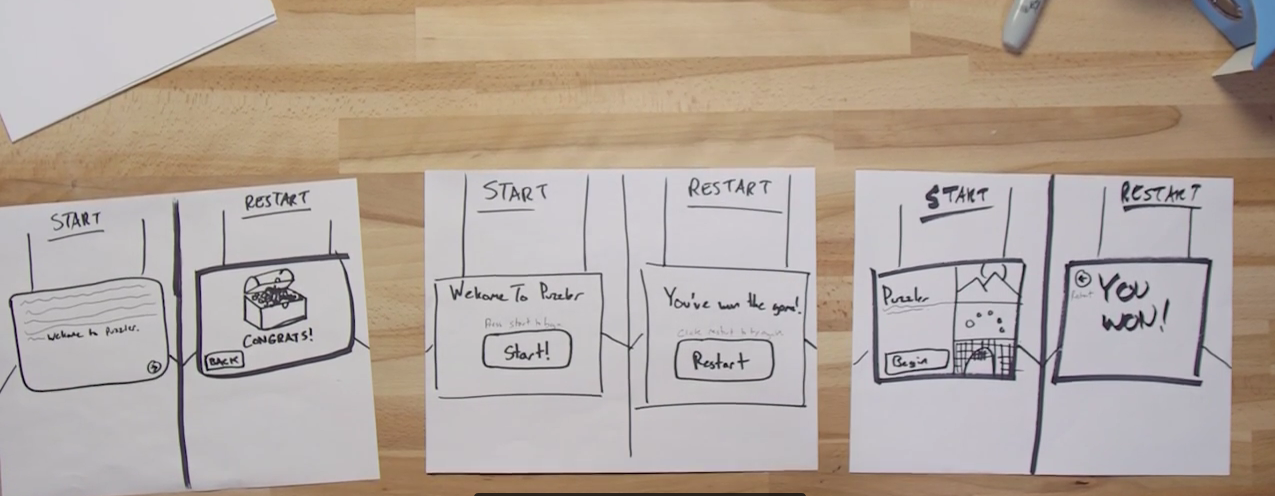 START
RESTART
Welcome to Puzzler.
CONGRATS!
BACK
START
RESTART
Welcome To Puzzler
Press start to begin
Start!
You've won the game!
Click restart to try again
Restart
START
RESTART
Puzzler
Begin
YOU
WON!
Restart